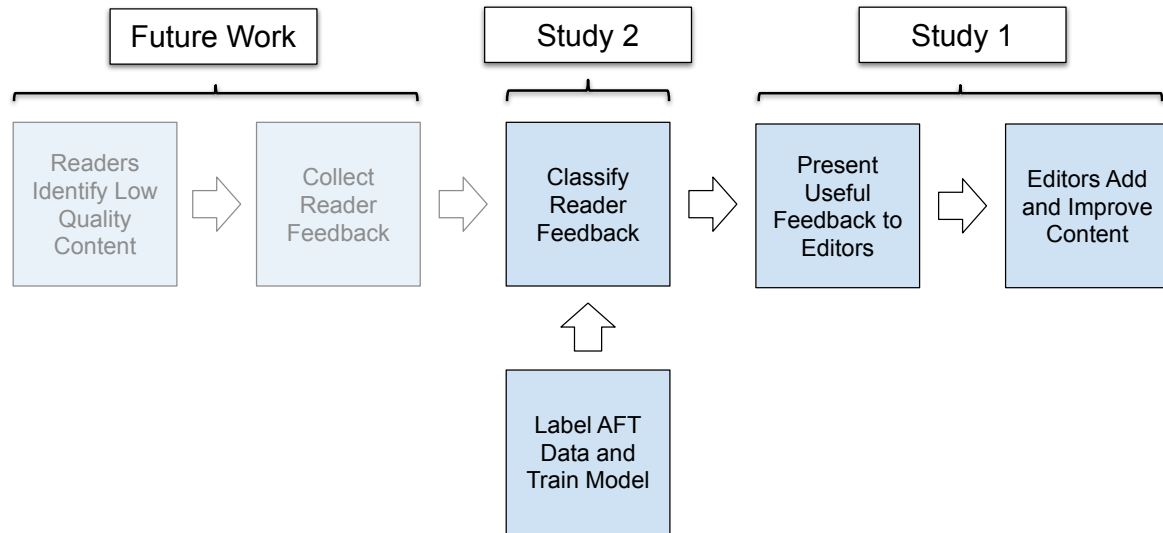 Future Work
Study 2
Study 1
Readers
Identify Low
Quality
Content
Collect
Reader
Feedback
Classify
Reader
Feedback
Present
Useful
Feedback to
Editors
Editors Add
and Improve
Content
Label AFT
Data and
Train Model